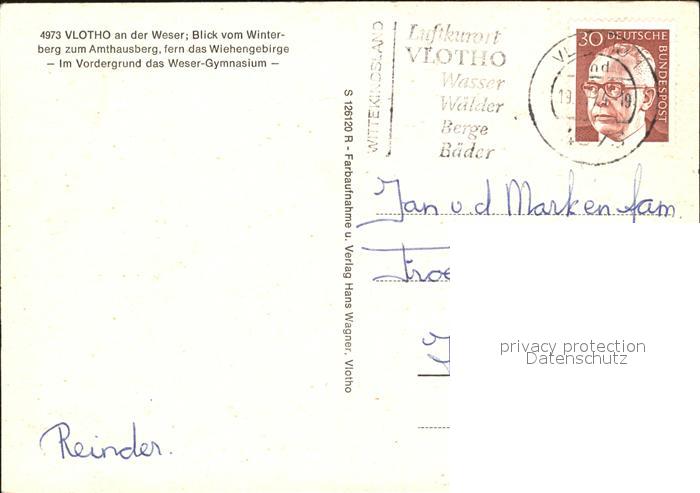 4973 VLOTHO an der Weser; Blick vom Winter-
berg zum Amthausberg, fern das Wiehengebirge
– Im Vordergrund das Weser-Gymnasium –
WITTEKINDSLAND
Luftkurort
VLOTHO
Wasser
Wälder
Berge
Bäder
30 DEUTSCHE
BUNDESPOST
S 126120 R - Farbaufnahme u. Verlag Hans Wagner, Vlotho
Jan v.d Marken fam.
privacy protection
Datenschutz
Reinder.